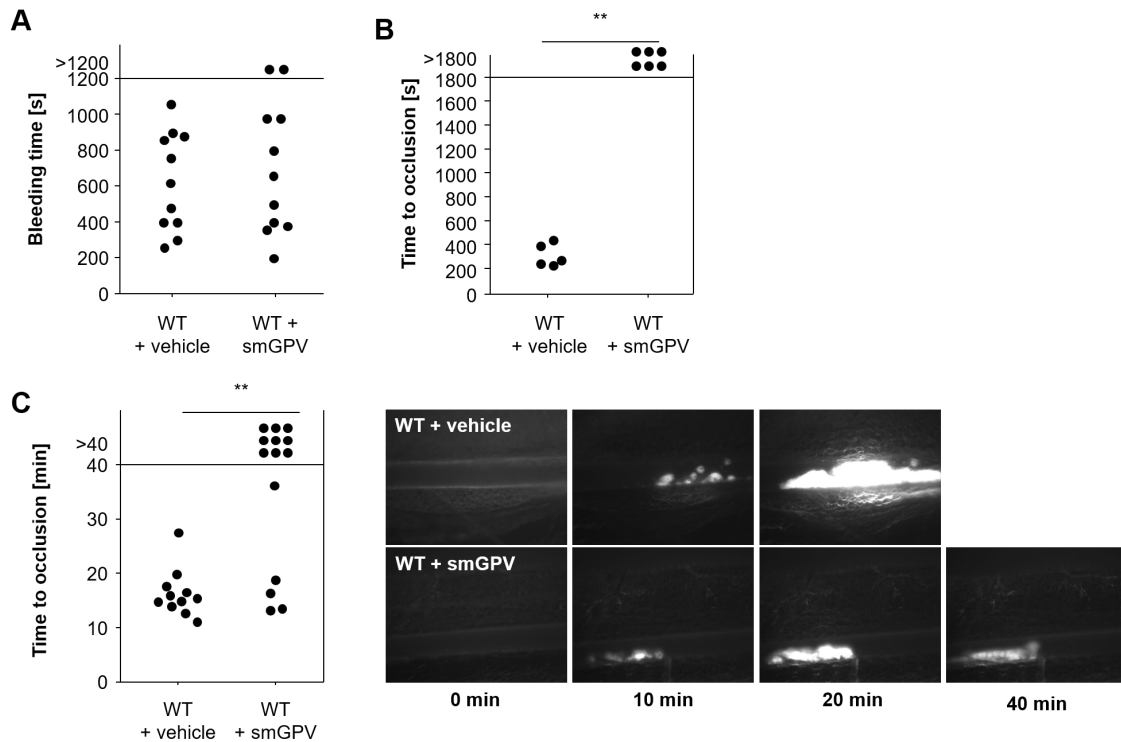 A
>1200
1200
1000
800
600
400
200
0
Bleeding time [s]
WT
+ vehicle
WT +
smGPV
B
**
>1800
1800
1600
1400
1200
1000
800
600
400
200
0
Time to occlusion [s]
WT
+ vehicle
WT
+ smGPV
C
**
>40
40
30
20
10
0
Time to occlusion [min]
WT
+ vehicle
WT
+ smGPV
WT + vehicle
WT + smGPV
0 min
10 min
20 min
40 min